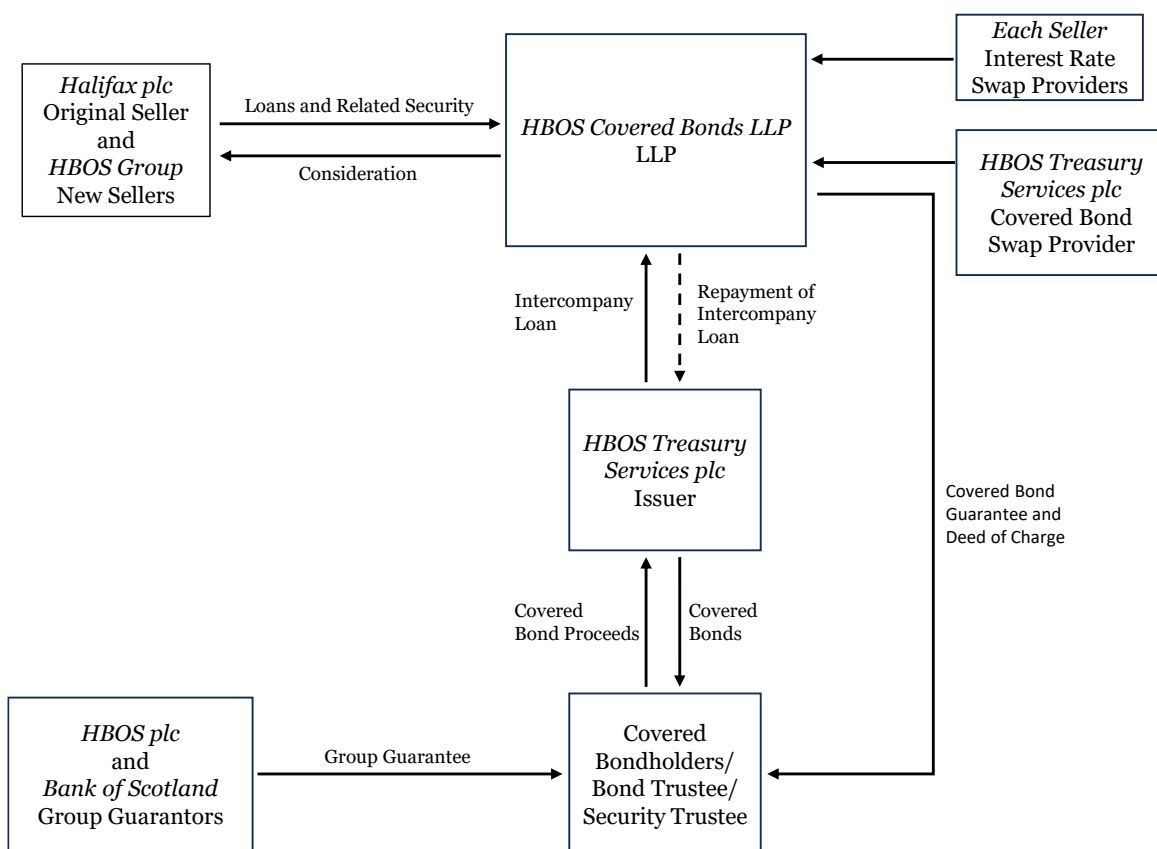 Halifax plc
Original Seller
and
HBOS Group
New Sellers
Loans and Related Security
Consideration
HBOS Covered Bonds LLP
LLP
Each Seller
Interest Rate
Swap Providers
HBOS Treasury
Services plc
Covered Bond
Swap Provider
Intercompany
Loan
Repayment of
Intercompany
Loan
HBOS Treasury
Services plc
Issuer
Covered Bond
Guarantee and
Deed of Charge
Covered
Bond Proceeds
Covered
Bonds
HBOS plc
and
Bank of Scotland
Group Guarantors
Group Guarantee
Covered
Bondholders/
Bond Trustee/
Security Trustee